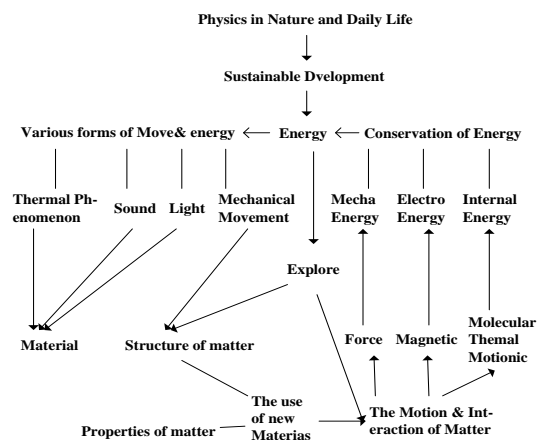 Physics in Nature and Daily Life
Sustainable Dvelopment
Various forms of Move& energy
Energy
Conservation of Energy
Thermal Ph-
enomenon
Sound
Light
Mechanical
Movement
Mecha
Energy
Electro
Energy
Internal
Energy
Explore
Material
Structure of matter
Force
Magnetic
Molecular
Themal
Motionic
The use
of new
Materias
Properties of matter
The Motion & Int-
eraction of Matter